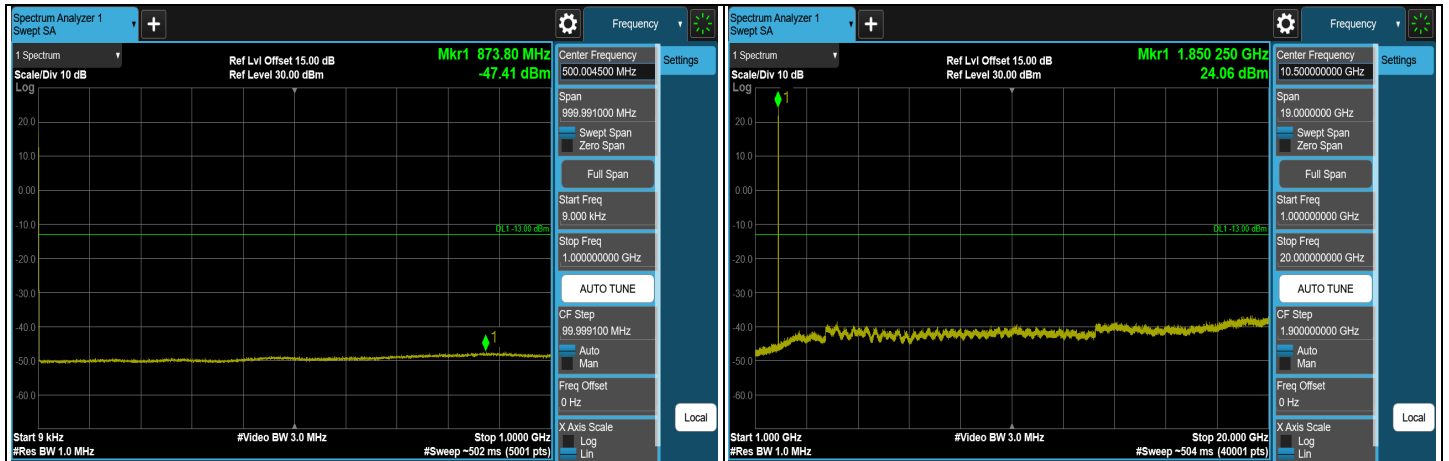 Spectrum Analyzer 1
Swept SA
+
Frequency
1 Spectrum
Scale/Div 10 dB
Log
Ref Lvl Offset 15.00 dB
Ref Level 30.00 dBm
Mkr1 873.80 MHz
-47.41 dBm
20.0
10.0
0.00
-10.0
-20.0
-30.0
-40.0
-50.0
-60.0
DL1 -13.00 dBm
1
Start 9 kHz
#Res BW 1.0 MHz
#Video BW 3.0 MHz
Stop 1.0000 GHz
#Sweep ~502 ms (5001 pts)
Center Frequency
500.004500 MHz
Settings
Span
999.991000 MHz
Swept Span
Zero Span
Full Span
Start Freq
9.000 kHz
Stop Freq
1.000000000 GHz
AUTO TUNE
CF Step
99.999100 MHz
Auto
Man
Freq Offset
0 Hz
X Axis Scale
Log
Lin
Local
Spectrum Analyzer 1
Swept SA
+
Frequency
1 Spectrum
Scale/Div 10 dB
Log
Ref Lvl Offset 15.00 dB
Ref Level 30.00 dBm
Mkr1 1.850 250 GHz
24.06 dBm
1
20.0
10.0
0.00
-10.0
-20.0
-30.0
-40.0
-50.0
-60.0
DL1 -13.00 dBm
Start 1.000 GHz
#Res BW 1.0 MHz
#Video BW 3.0 MHz
Stop 20.000 GHz
#Sweep ~504 ms (40001 pts)
Center Frequency
10.500000000 GHz
Settings
Span
19.0000000 GHz
Swept Span
Zero Span
Full Span
Start Freq
1.000000000 GHz
Stop Freq
20.000000000 GHz
AUTO TUNE
CF Step
1.900000000 GHz
Auto
Man
Freq Offset
0 Hz
X Axis Scale
Log
Lin
Local